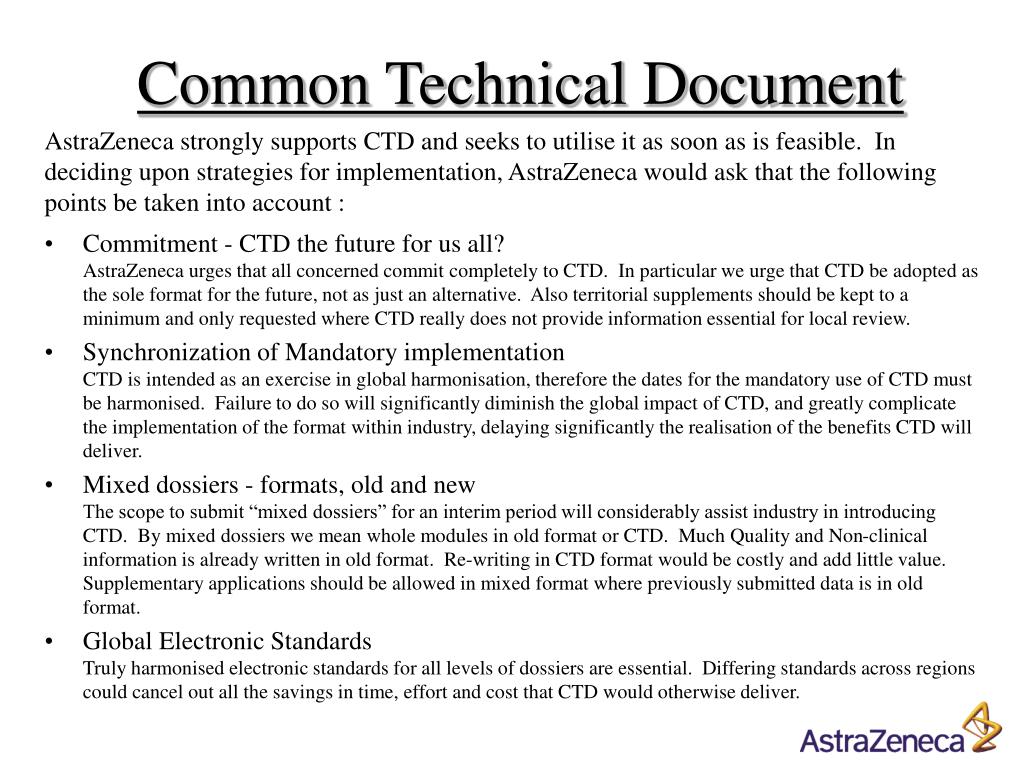 Common Technical Document
AstraZeneca strongly supports CTD and seeks to utilise it as soon as is feasible.  In
deciding upon strategies for implementation, AstraZeneca would ask that the following
points be taken into account :
• Commitment - CTD the future for us all?
AstraZeneca urges that all concerned commit completely to CTD.  In particular we urge that CTD be adopted as
the sole format for the future, not as just an alternative.  Also territorial supplements should be kept to a
minimum and only requested where CTD really does not provide information essential for local review.
• Synchronization of Mandatory implementation
CTD is intended as an exercise in global harmonisation, therefore the dates for the mandatory use of CTD must
be harmonised.  Failure to do so will significantly diminish the global impact of CTD, and greatly complicate
the implementation of the format within industry, delaying significantly the realisation of the benefits CTD will
deliver.
• Mixed dossiers - formats, old and new
The scope to submit “mixed dossiers” for an interim period will considerably assist industry in introducing
CTD.  By mixed dossiers we mean whole modules in old format or CTD.  Much Quality and Non-clinical
information is already written in old format.  Re-writing in CTD format would be costly and add little value.
Supplementary applications should be allowed in mixed format where previously submitted data is in old
format.
• Global Electronic Standards
Truly harmonised electronic standards for all levels of dossiers are essential.  Differing standards across regions
could cancel out all the savings in time, effort and cost that CTD would otherwise deliver.
AstraZeneca